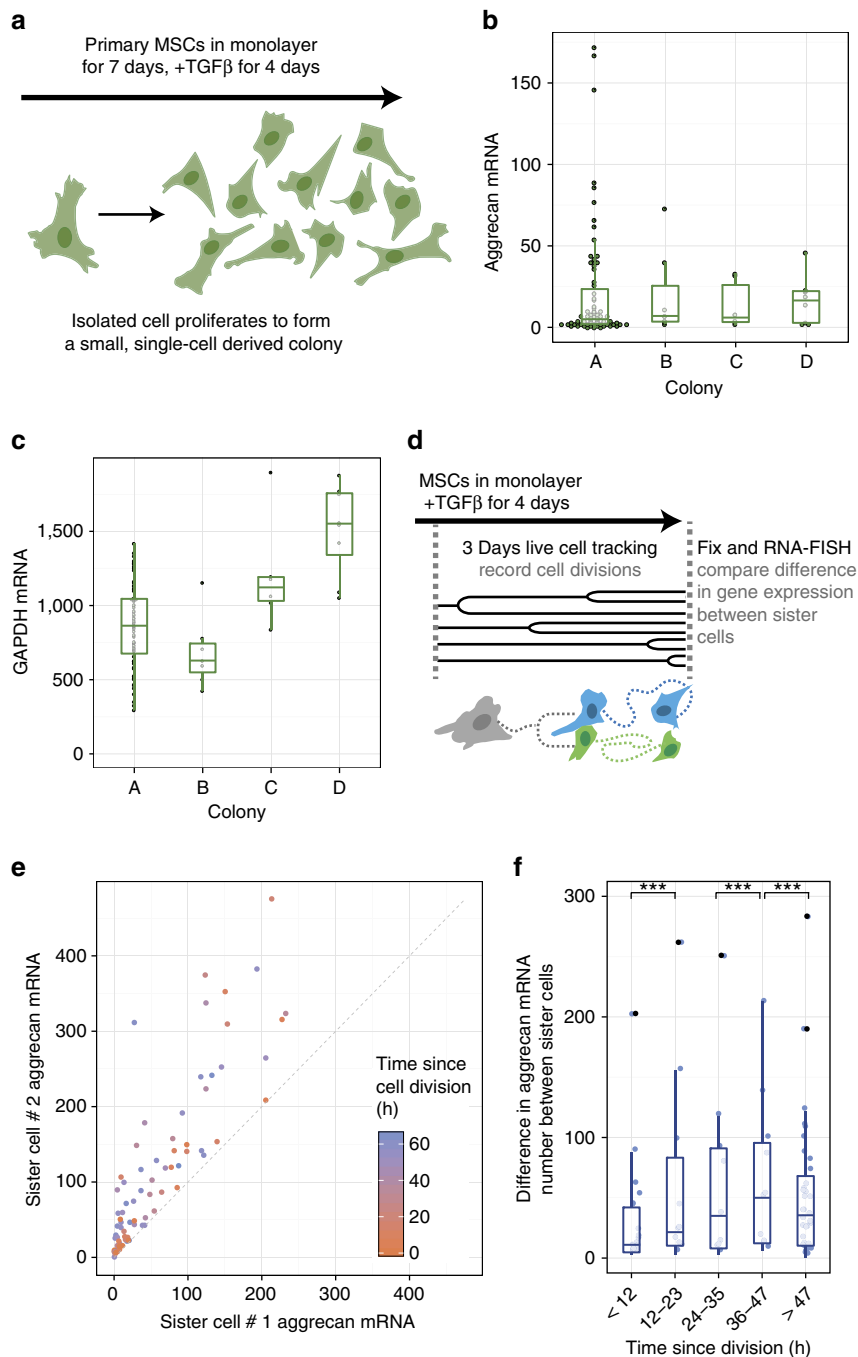 a
Primary MSCs in monolayer
for 7 days, +TGFβ for 4 days
Isolated cell proliferates to form
a small, single-cell derived colony
b
Aggrecan mRNA
150
100
50
0
A B C D
Colony
c
GAPDH mRNA
1,500
1,000
500
0
A B C D
Colony
d
MSCs in monolayer
+TGFβ for 4 days
3 Days live cell tracking
record cell divisions
Fix and RNA-FISH
compare difference
in gene expression
between sister
cells
e
Sister cell # 2 aggrecan mRNA
400
300
200
100
0
0 100 200 300 400
Sister cell # 1 aggrecan mRNA
Time since
cell division
(h)
60
40
20
0
f
Difference in aggrecan mRNA
number between sister cells
300
200
100
0
*** *** ***
< 12 12–23 24–35 36–47 > 47
Time since division (h)